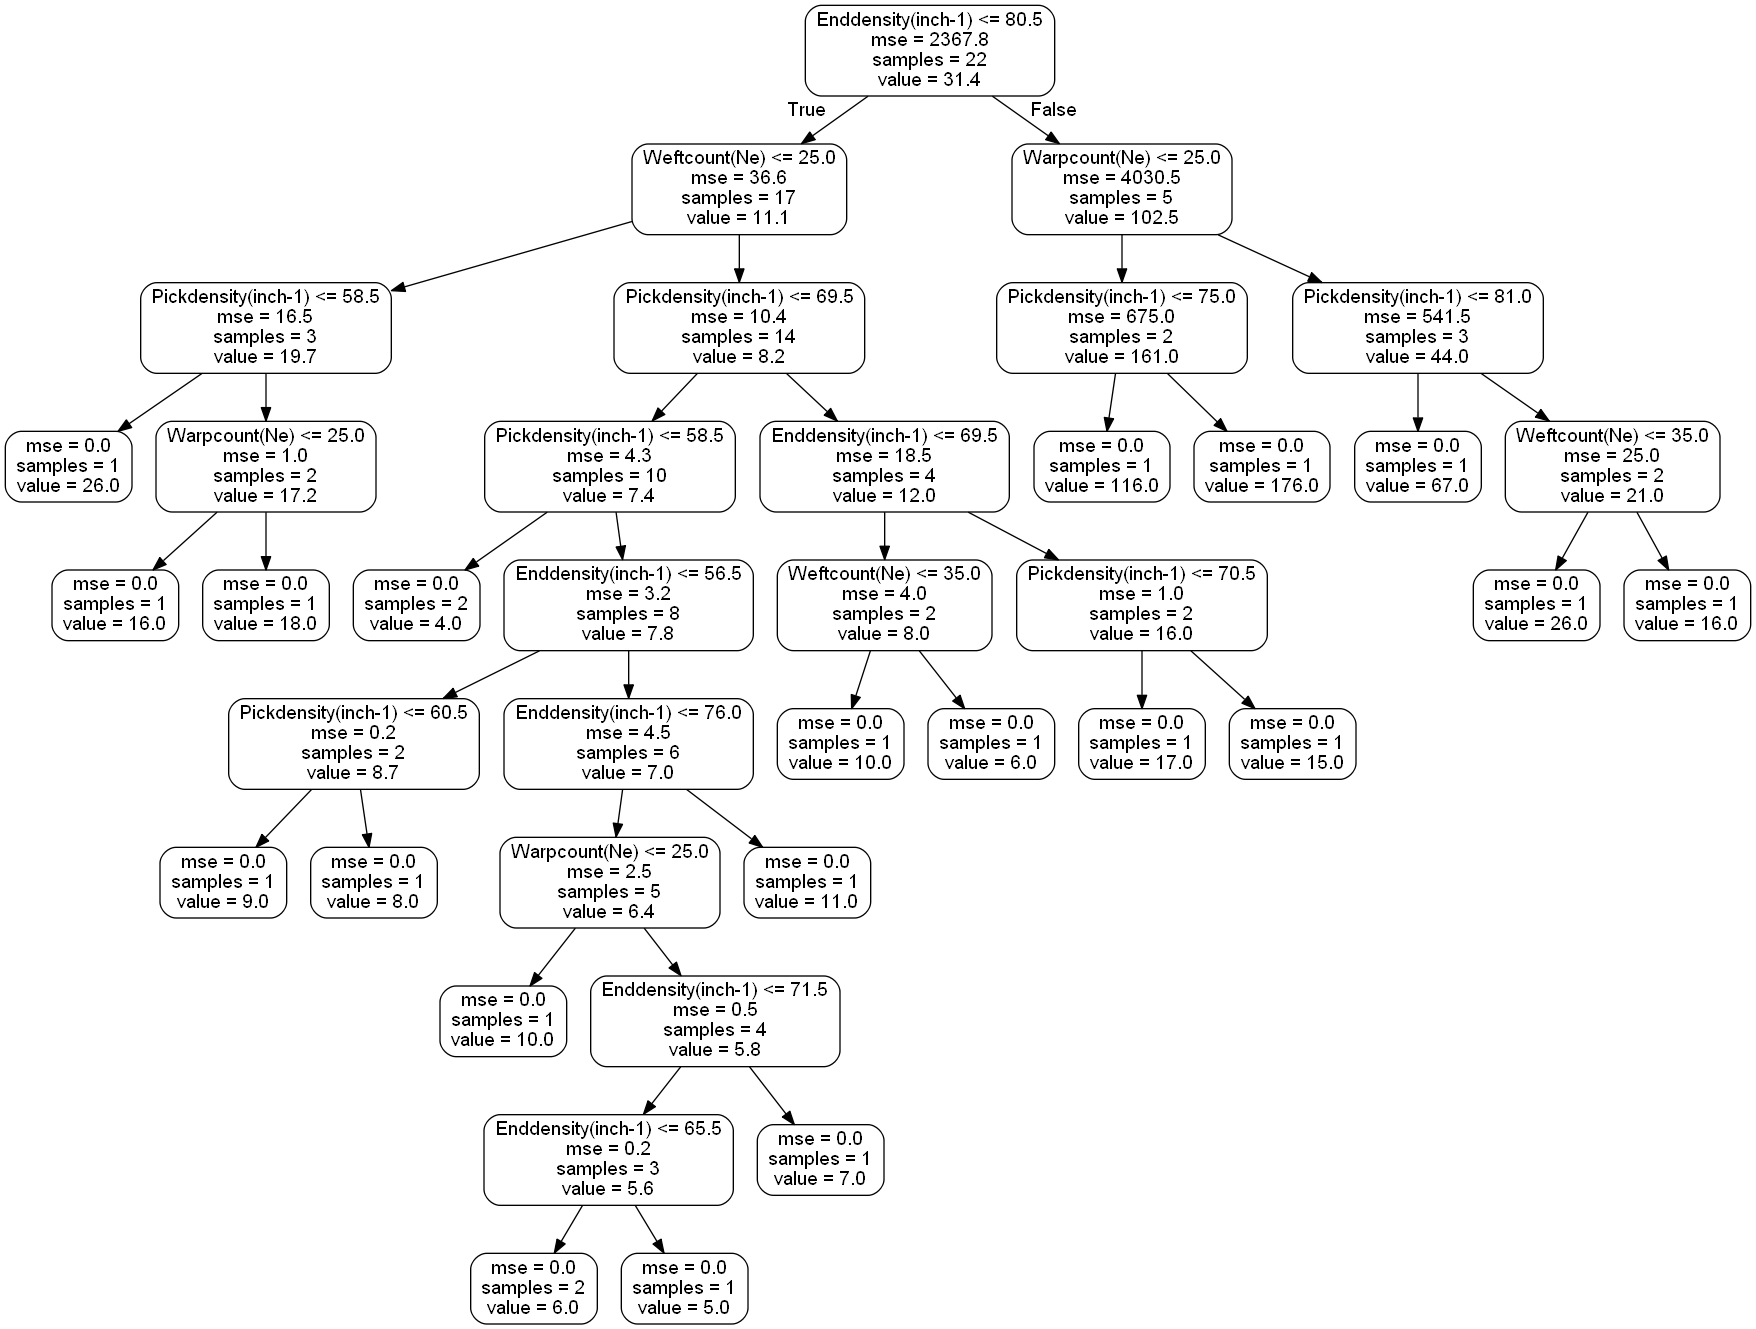 Enddensity(inch-1) <= 80.5
mse = 2367.8
samples = 22
value = 31.4
True
False
Weftcount(Ne) <= 25.0
mse = 36.6
samples = 17
value = 11.1
Warpcount(Ne) <= 25.0
mse = 4030.5
samples = 5
value = 102.5
Pickdensity(inch-1) <= 58.5
mse = 16.5
samples = 3
value = 19.7
Pickdensity(inch-1) <= 69.5
mse = 10.4
samples = 14
value = 8.2
Pickdensity(inch-1) <= 75.0
mse = 675.0
samples = 2
value = 161.0
Pickdensity(inch-1) <= 81.0
mse = 541.5
samples = 3
value = 44.0
mse = 0.0
samples = 1
value = 26.0
Warpcount(Ne) <= 25.0
mse = 1.0
samples = 2
value = 17.2
Pickdensity(inch-1) <= 58.5
mse = 4.3
samples = 10
value = 7.4
Enddensity(inch-1) <= 69.5
mse = 18.5
samples = 4
value = 12.0
mse = 0.0
samples = 1
value = 116.0
mse = 0.0
samples = 1
value = 176.0
mse = 0.0
samples = 1
value = 67.0
Weftcount(Ne) <= 35.0
mse = 25.0
samples = 2
value = 21.0
mse = 0.0
samples = 1
value = 16.0
mse = 0.0
samples = 1
value = 18.0
mse = 0.0
samples = 2
value = 4.0
Enddensity(inch-1) <= 56.5
mse = 3.2
samples = 8
value = 7.8
Weftcount(Ne) <= 35.0
mse = 4.0
samples = 2
value = 8.0
Pickdensity(inch-1) <= 70.5
mse = 1.0
samples = 2
value = 16.0
mse = 0.0
samples = 1
value = 26.0
mse = 0.0
samples = 1
value = 16.0
Pickdensity(inch-1) <= 60.5
mse = 0.2
samples = 2
value = 8.7
Enddensity(inch-1) <= 76.0
mse = 4.5
samples = 6
value = 7.0
mse = 0.0
samples = 1
value = 10.0
mse = 0.0
samples = 1
value = 6.0
mse = 0.0
samples = 1
value = 17.0
mse = 0.0
samples = 1
value = 15.0
mse = 0.0
samples = 1
value = 9.0
mse = 0.0
samples = 1
value = 8.0
Warpcount(Ne) <= 25.0
mse = 2.5
samples = 5
value = 6.4
mse = 0.0
samples = 1
value = 11.0
mse = 0.0
samples = 1
value = 10.0
Enddensity(inch-1) <= 71.5
mse = 0.5
samples = 4
value = 5.8
Enddensity(inch-1) <= 65.5
mse = 0.2
samples = 3
value = 5.6
mse = 0.0
samples = 1
value = 7.0
mse = 0.0
samples = 2
value = 6.0
mse = 0.0
samples = 1
value = 5.0